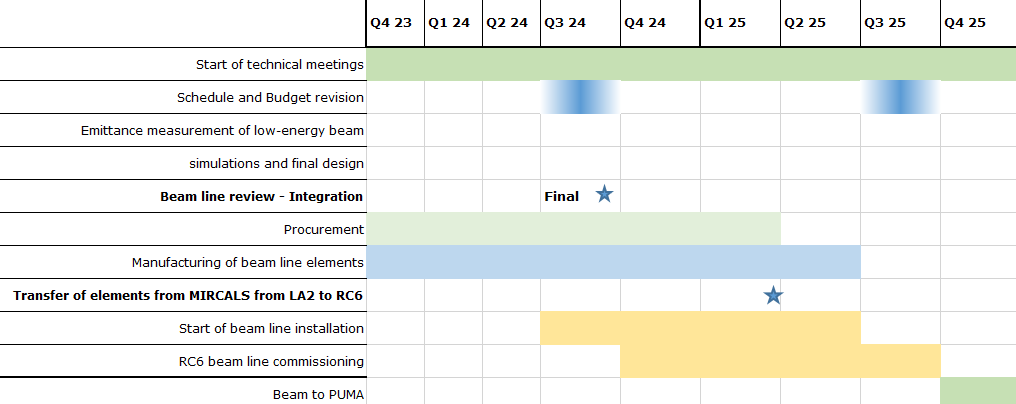 Q4 23 Q1 24 Q2 24 Q3 24 Q4 24 Q1 25 Q2 25 Q3 25 Q4 25
Start of technical meetings
Schedule and Budget revision
Emittance measurement of low-energy beam
simulations and final design
Beam line review - Integration Final
Procurement
Manufacturing of beam line elements
Transfer of elements from MIRCALS from LA2 to RC6
Start of beam line installation
RC6 beam line commissioning
Beam to PUMA